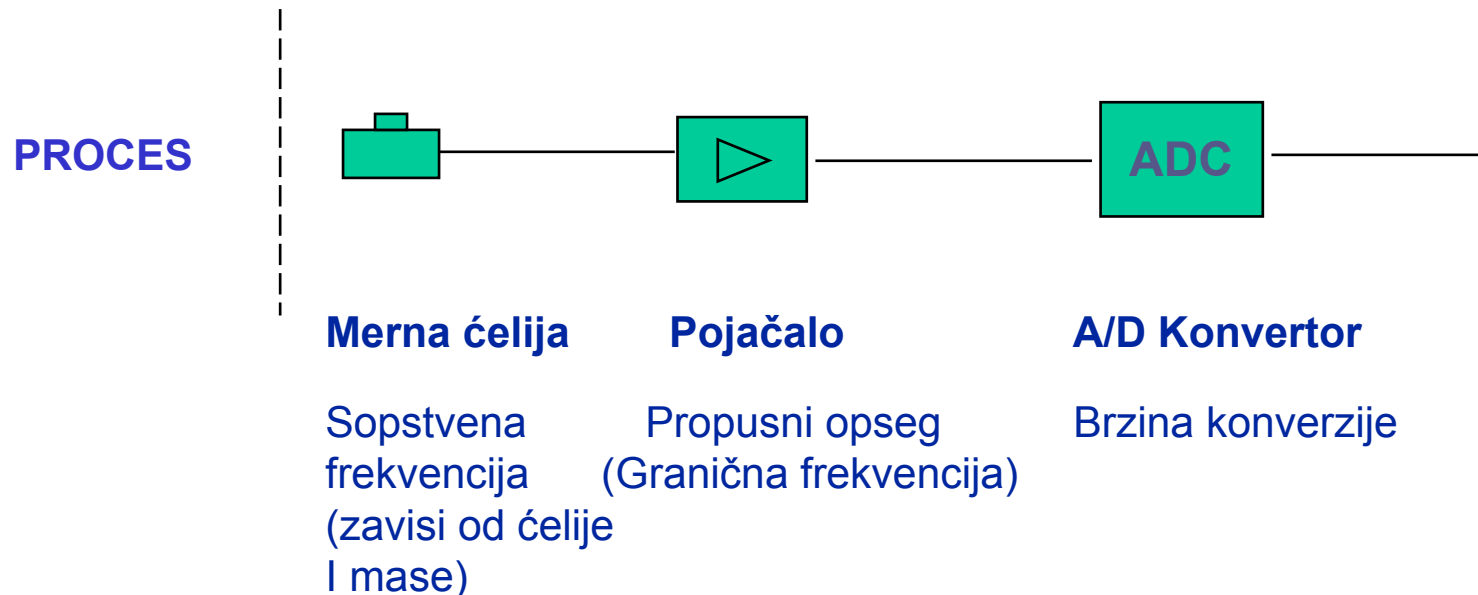 PROCES
ADC
Merna ćelija
Pojačalo
A/D Konvertor
Sopstvena
frekvencija
(zavisi od ćelije
I mase)
Propusni opseg
(Granična frekvencija)
Brzina konverzije